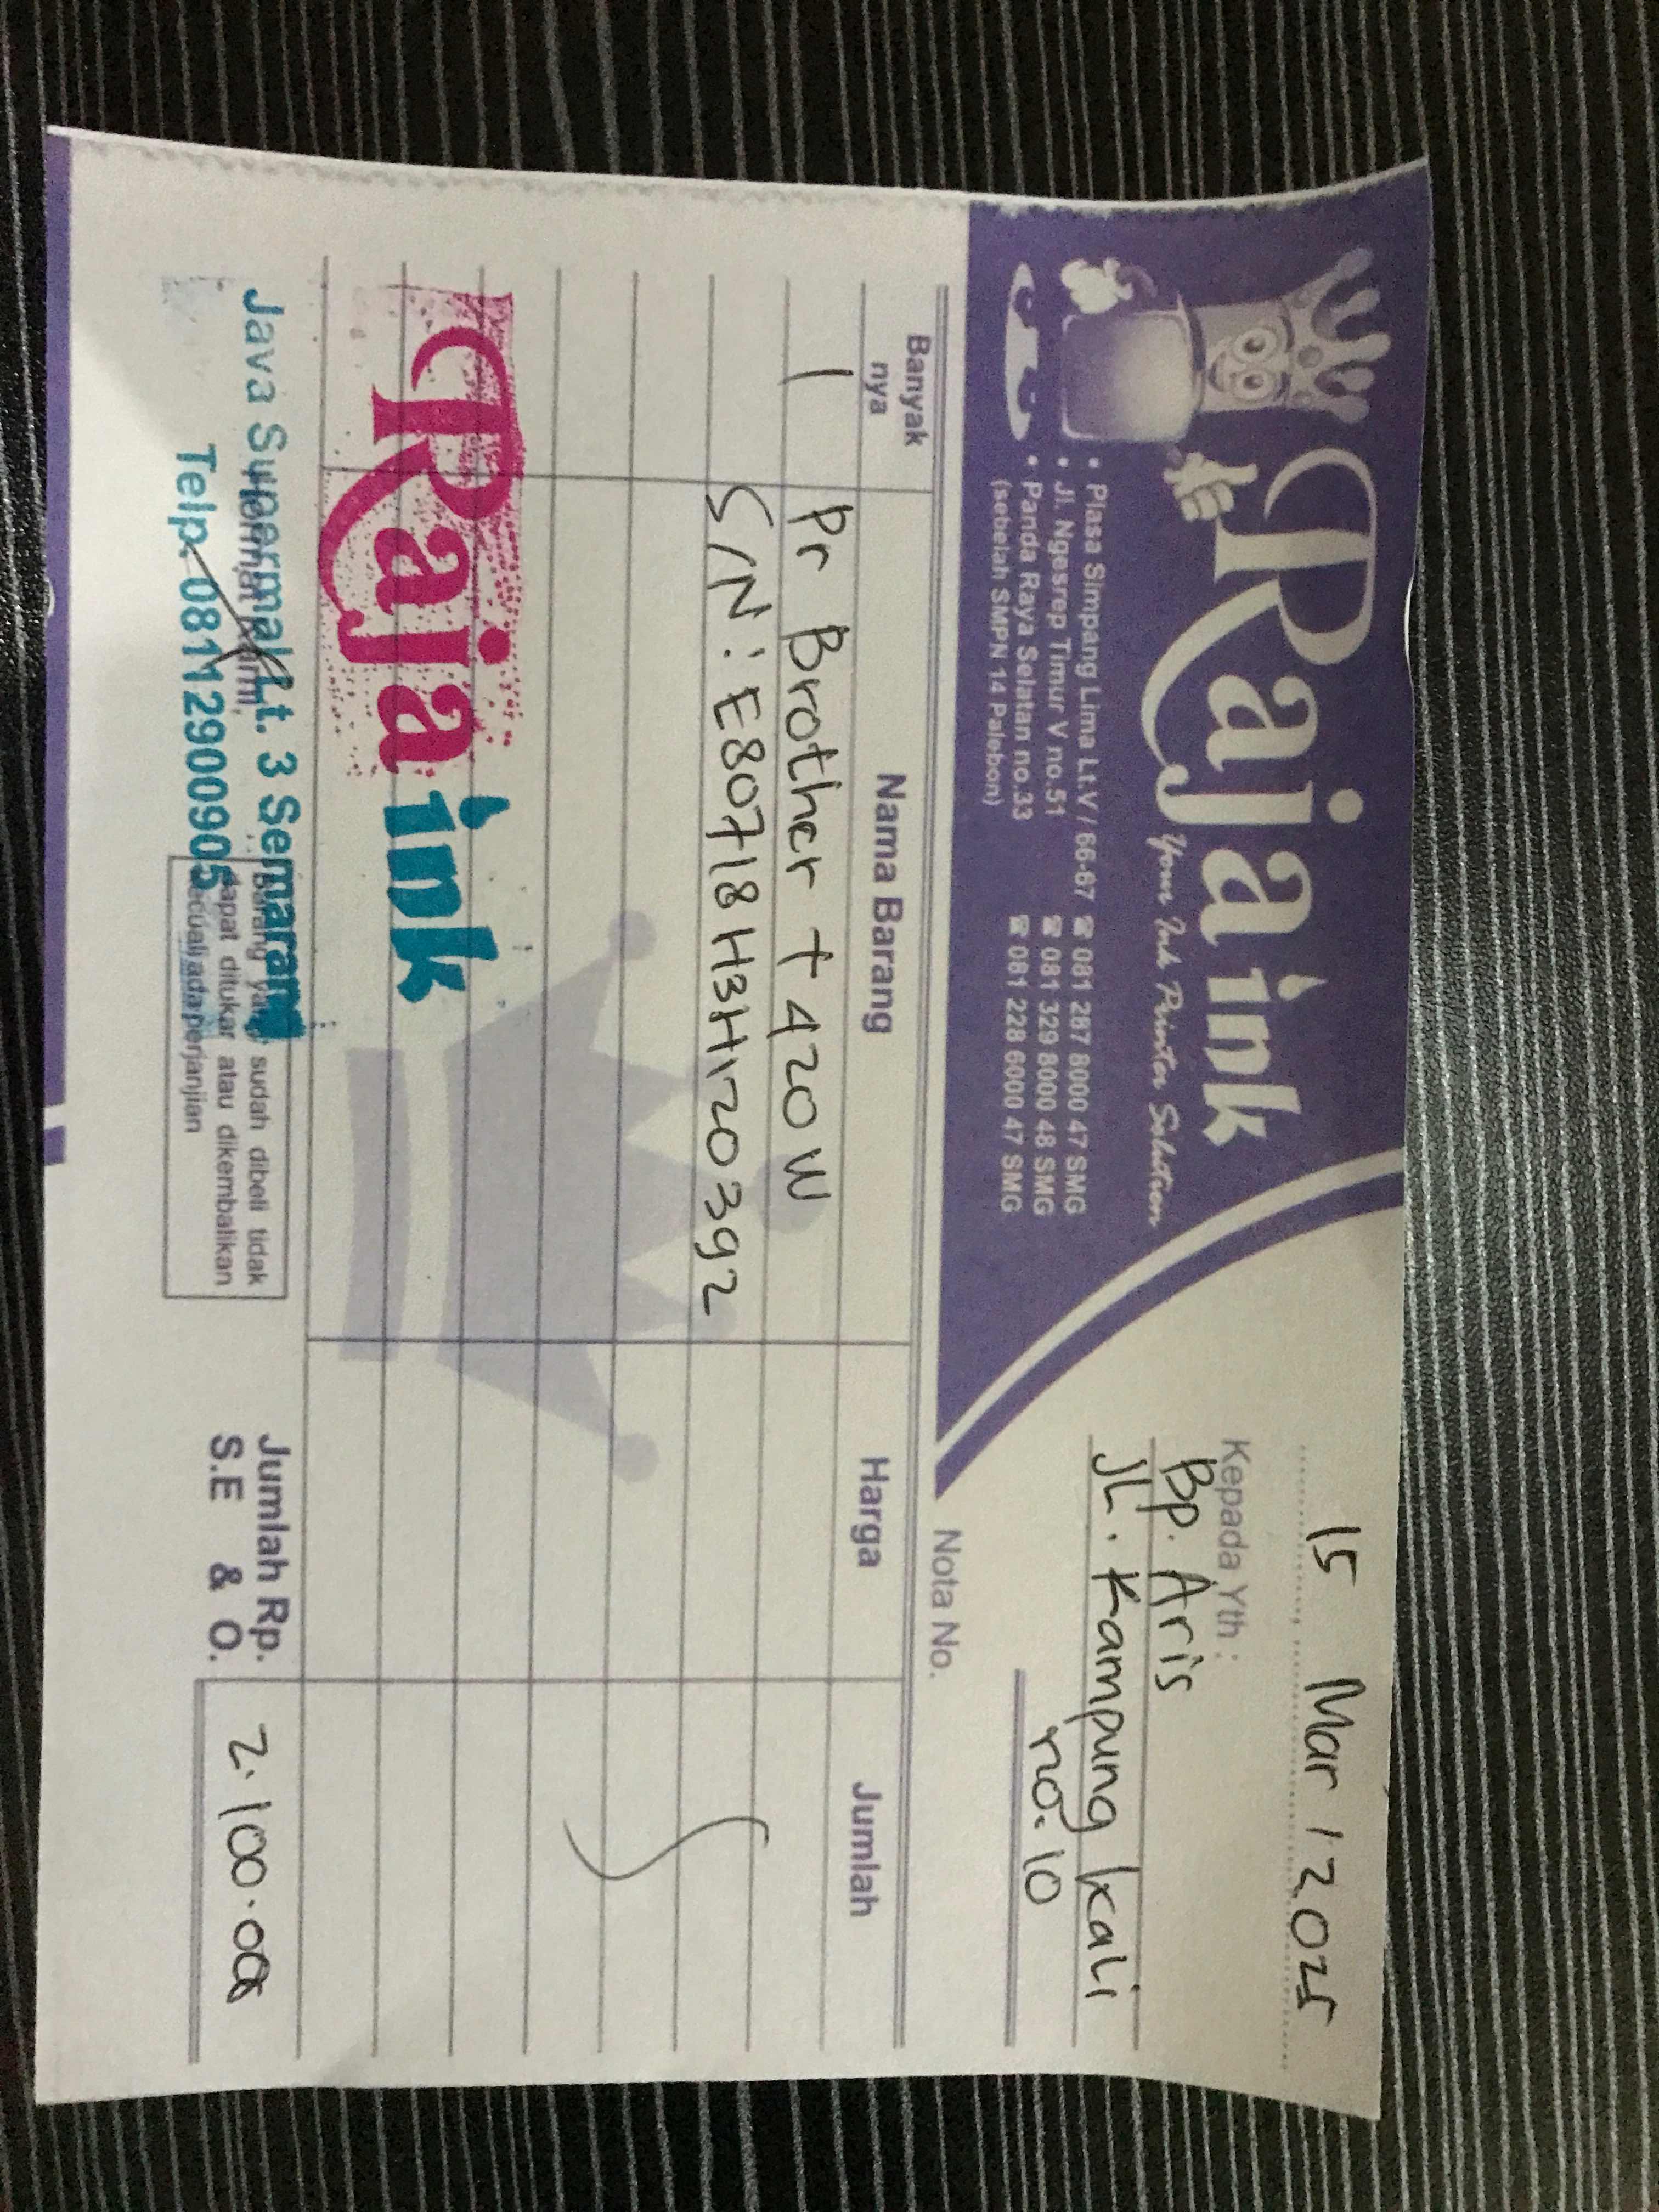 Raja ink
Your Ink Printer Solution
• Plasa Simpang Lima Lt.V / 66-67 ☎ 081 287 8000 47 SMG
• Jl. Ngesrep Timur V no.51 ☎ 081 329 8000 48 SMG
• Panda Raya Selatan no.33 ☎ 081 228 6000 47 SMG
(sebelah SMPN 14 Palebon)
15 Mar / 2025
Kepada Yth :
Bp. Aris
JL. Kampung kali
no. 10
Nota No.
Banyak nya Nama Barang Harga Jumlah
1 Pr Brother T420W
S/N : E80718H3H120392
Raja ink
Java Supermal Lt. 3 Semarang
Telp. 08112900905
Hormat kami,
Barang yang sudah dibeli tidak
dapat ditukar atau dikembalikan
kecuali ada perjanjian
Jumlah Rp. 2.100.000
S.E & O.